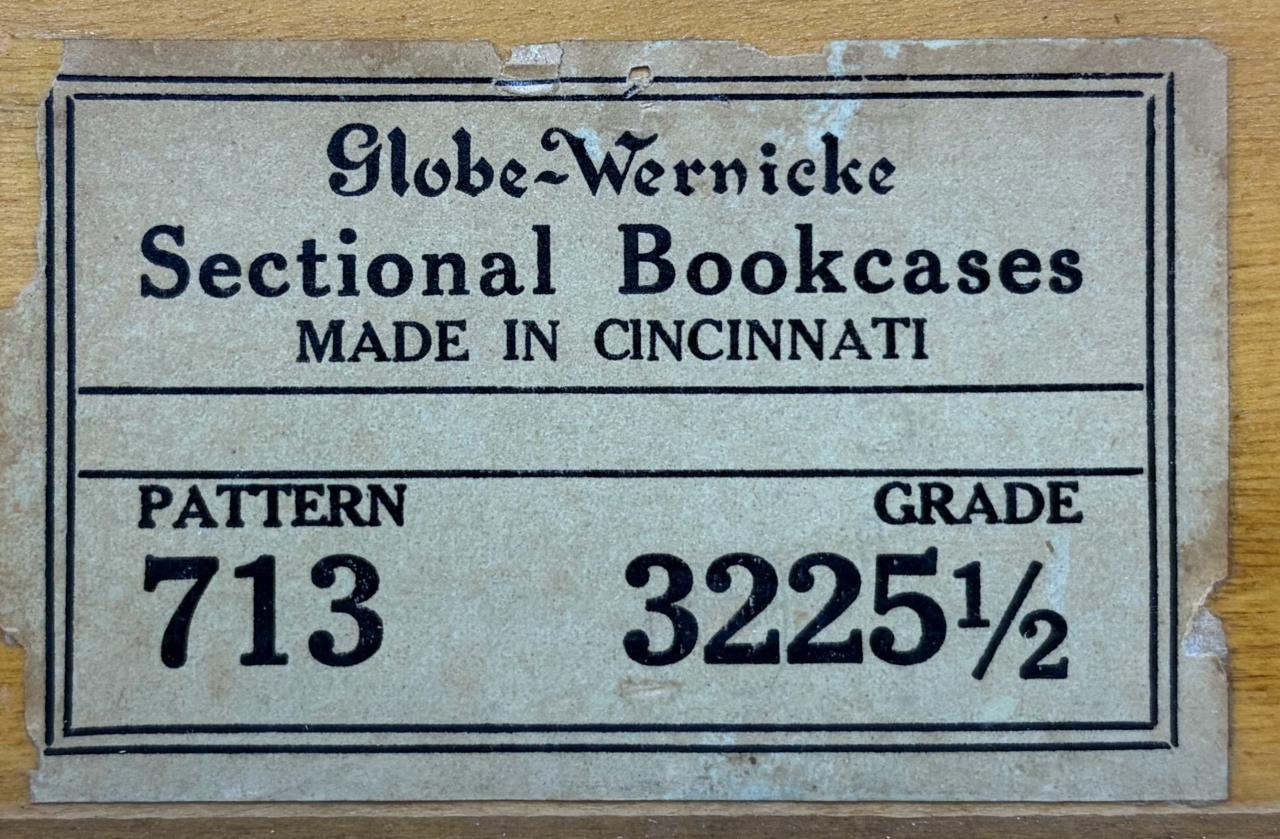 Globe-Wernicke
Sectional Bookcases
MADE IN CINCINNATI
PATTERN GRADE
713 3225½